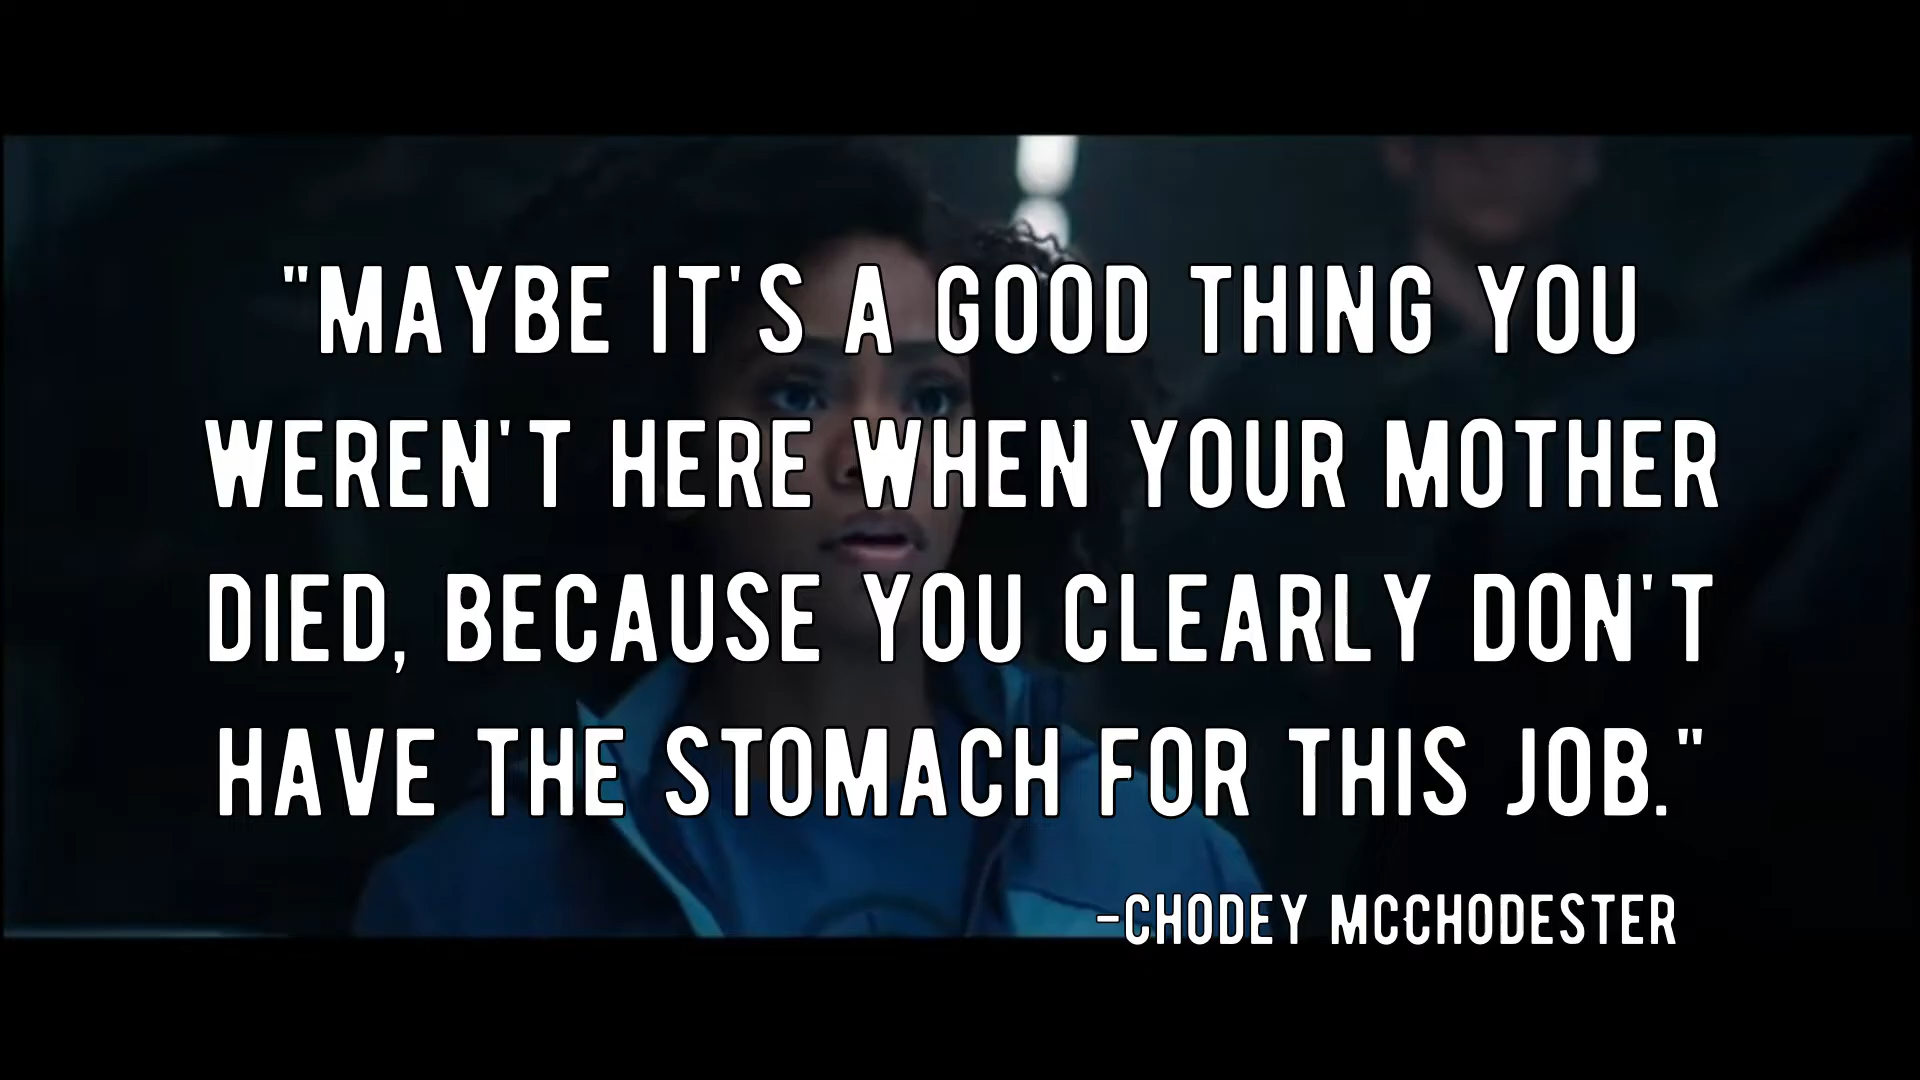 "MAYBE IT'S A GOOD THING YOU
WEREN'T HERE WHEN YOUR MOTHER
DIED, BECAUSE YOU CLEARLY DON'T
HAVE THE STOMACH FOR THIS JOB."
-CHODEY MCCHODESTER